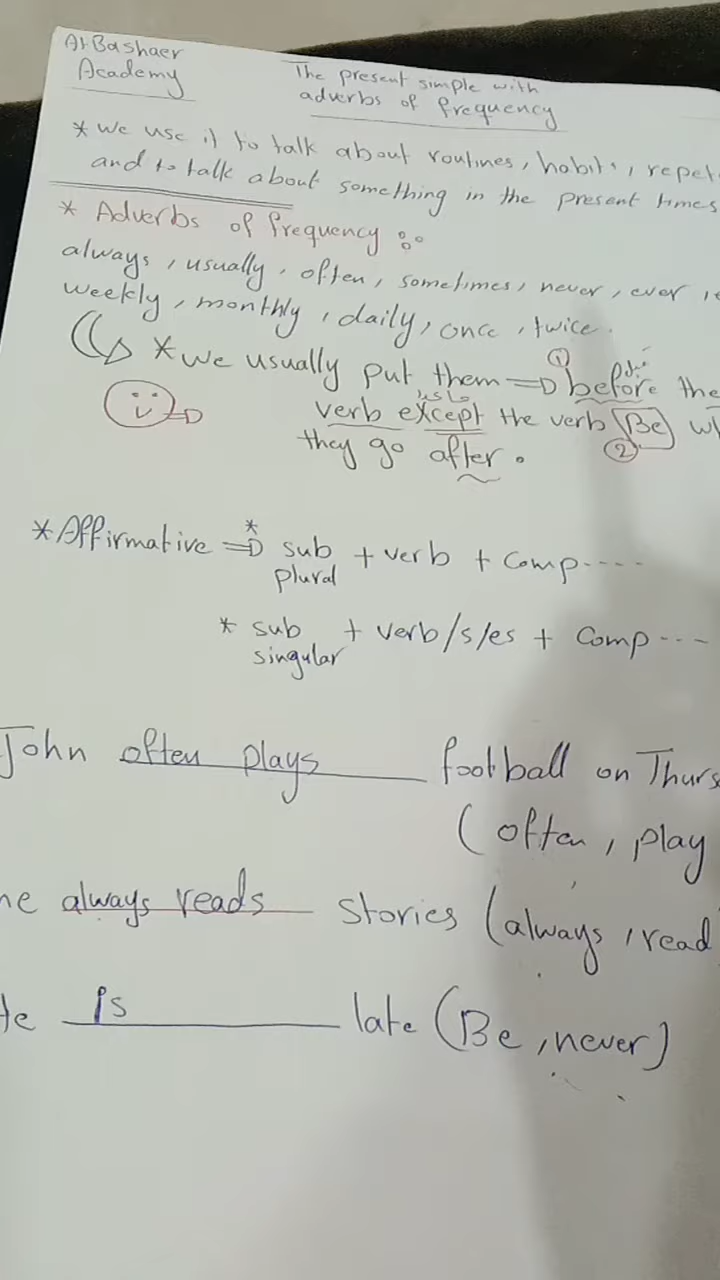 Al-Bashaer
Academy
The present simple with
adverbs of frequency
* We use it to talk about routines, habits, repet
and to talk about something in the present times
* Adverbs of frequency :
always, usually, often, sometimes, never, ever,
weekly, monthly, daily, once, twice.
* We usually put them ⇒ ① before the
قبل
verb except the verb Be
ماعدا
② they go after.
* Affirmative ⇒ * sub + verb + Comp....
plural
* sub + verb/s/es + Comp...
singular
John often plays football on Thurs
(often, play
always reads stories (always, read
is late (Be, never)